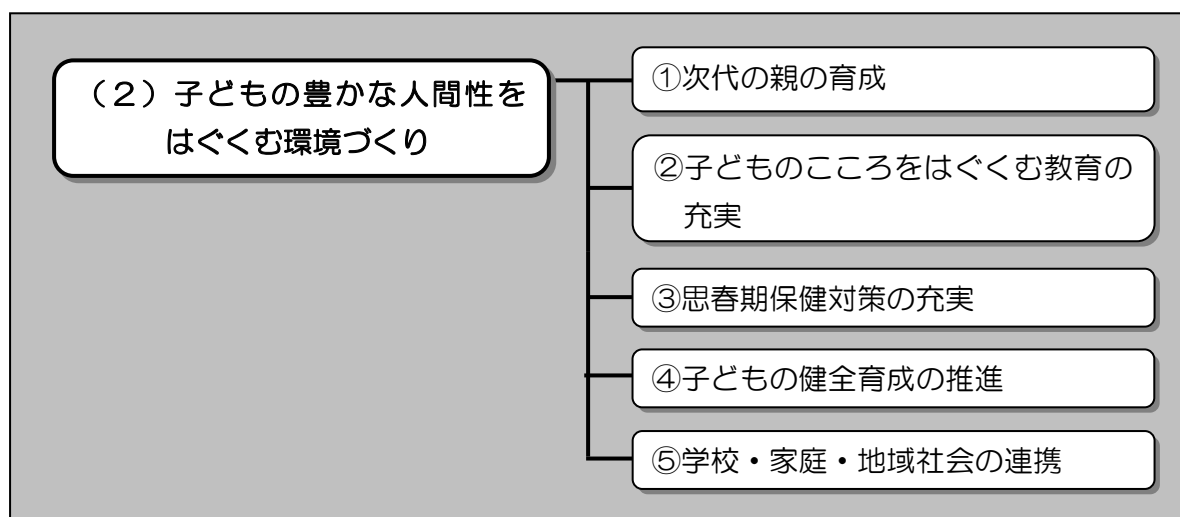 （２）子どもの豊かな人間性を
はぐくむ環境づくり
①次代の親の育成
②子どものこころをはぐくむ教育の
充実
③思春期保健対策の充実
④子どもの健全育成の推進
⑤学校・家庭・地域社会の連携